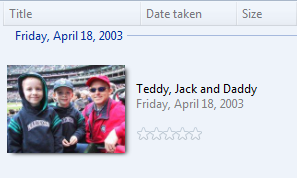 Title Date taken Size
Friday, April 18, 2003
Teddy, Jack and Daddy
Friday, April 18, 2003